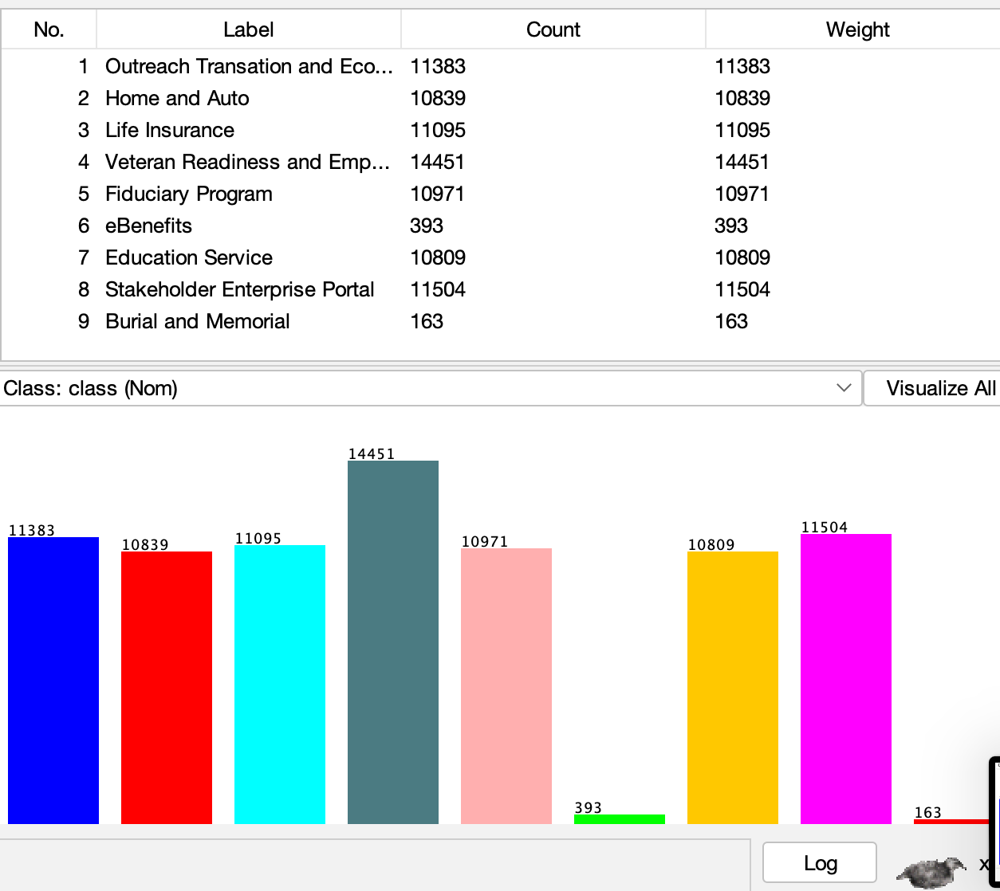 No. Label Count Weight
1 Outreach Transation and Eco... 11383 11383
2 Home and Auto 10839 10839
3 Life Insurance 11095 11095
4 Veteran Readiness and Emp... 14451 14451
5 Fiduciary Program 10971 10971
6 eBenefits 393 393
7 Education Service 10809 10809
8 Stakeholder Enterprise Portal 11504 11504
9 Burial and Memorial 163 163
Class: class (Nom) Visualize All
14451
11383 10839 11095 10971 10809 11504
393 163
Log x